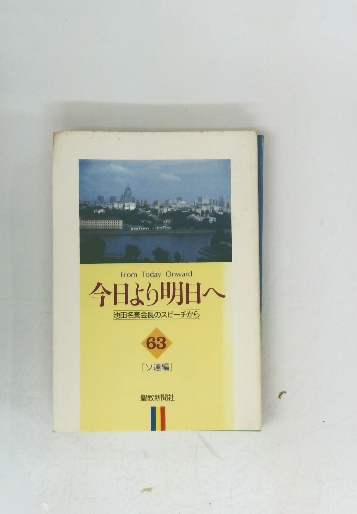 From Today Onward
今日より明日へ
池田名誉会長のスピーチから
63
「ソ連編」
聖教新聞社